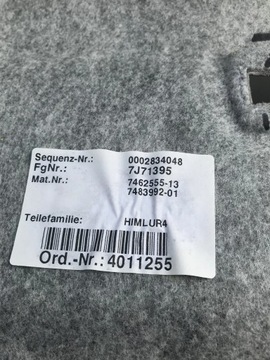 Sequenz-Nr.: 0002834048
FgNr.: 7J71395
Mat.Nr.: 7462555-13
7483992-01
Teilefamilie: HIMLUR4
Ord.-Nr.: 4011255